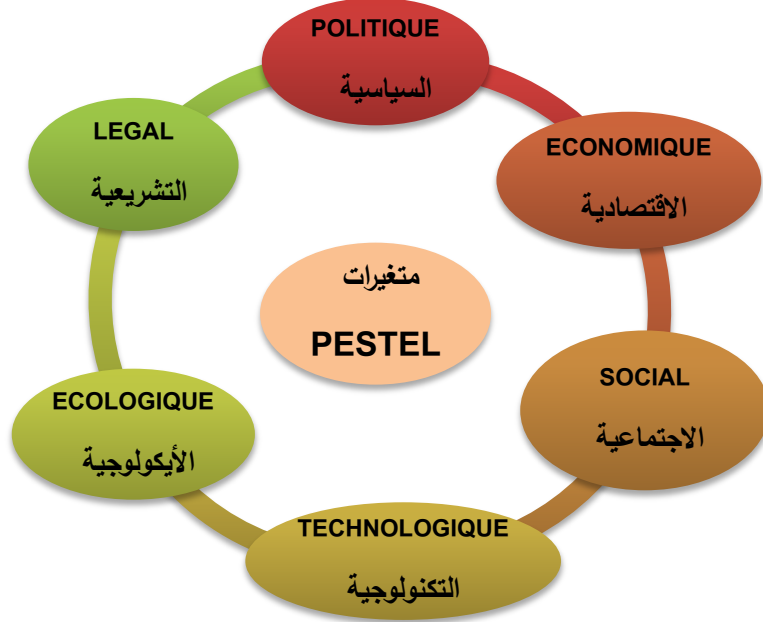 POLITIQUE
السياسية
ECONOMIQUE
الاقتصادية
SOCIAL
الاجتماعية
TECHNOLOGIQUE
التكنولوجية
ECOLOGIQUE
الأيكولوجية
LEGAL
التشريعية
متغيرات
PESTEL